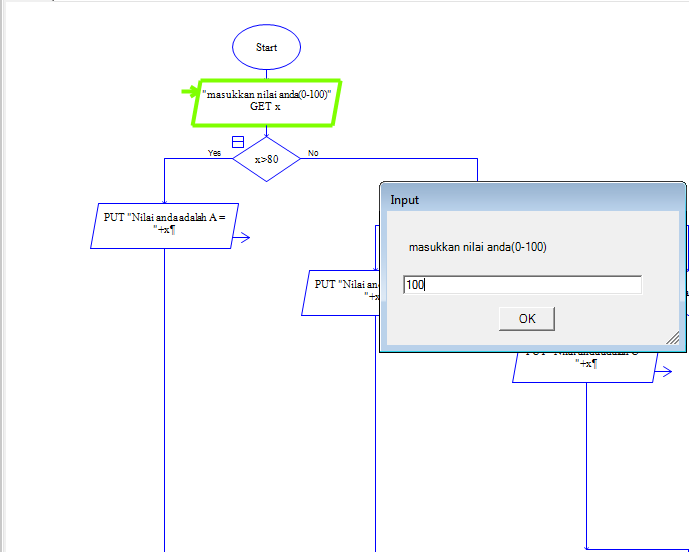 Start
"masukkan nilai anda(0-100)"
GET x
Yes
x>80
No
PUT "Nilai anda adalah A =
"+x¶
Input
masukkan nilai anda(0-100)
100
OK
PUT "Nilai
"+x
"+x¶